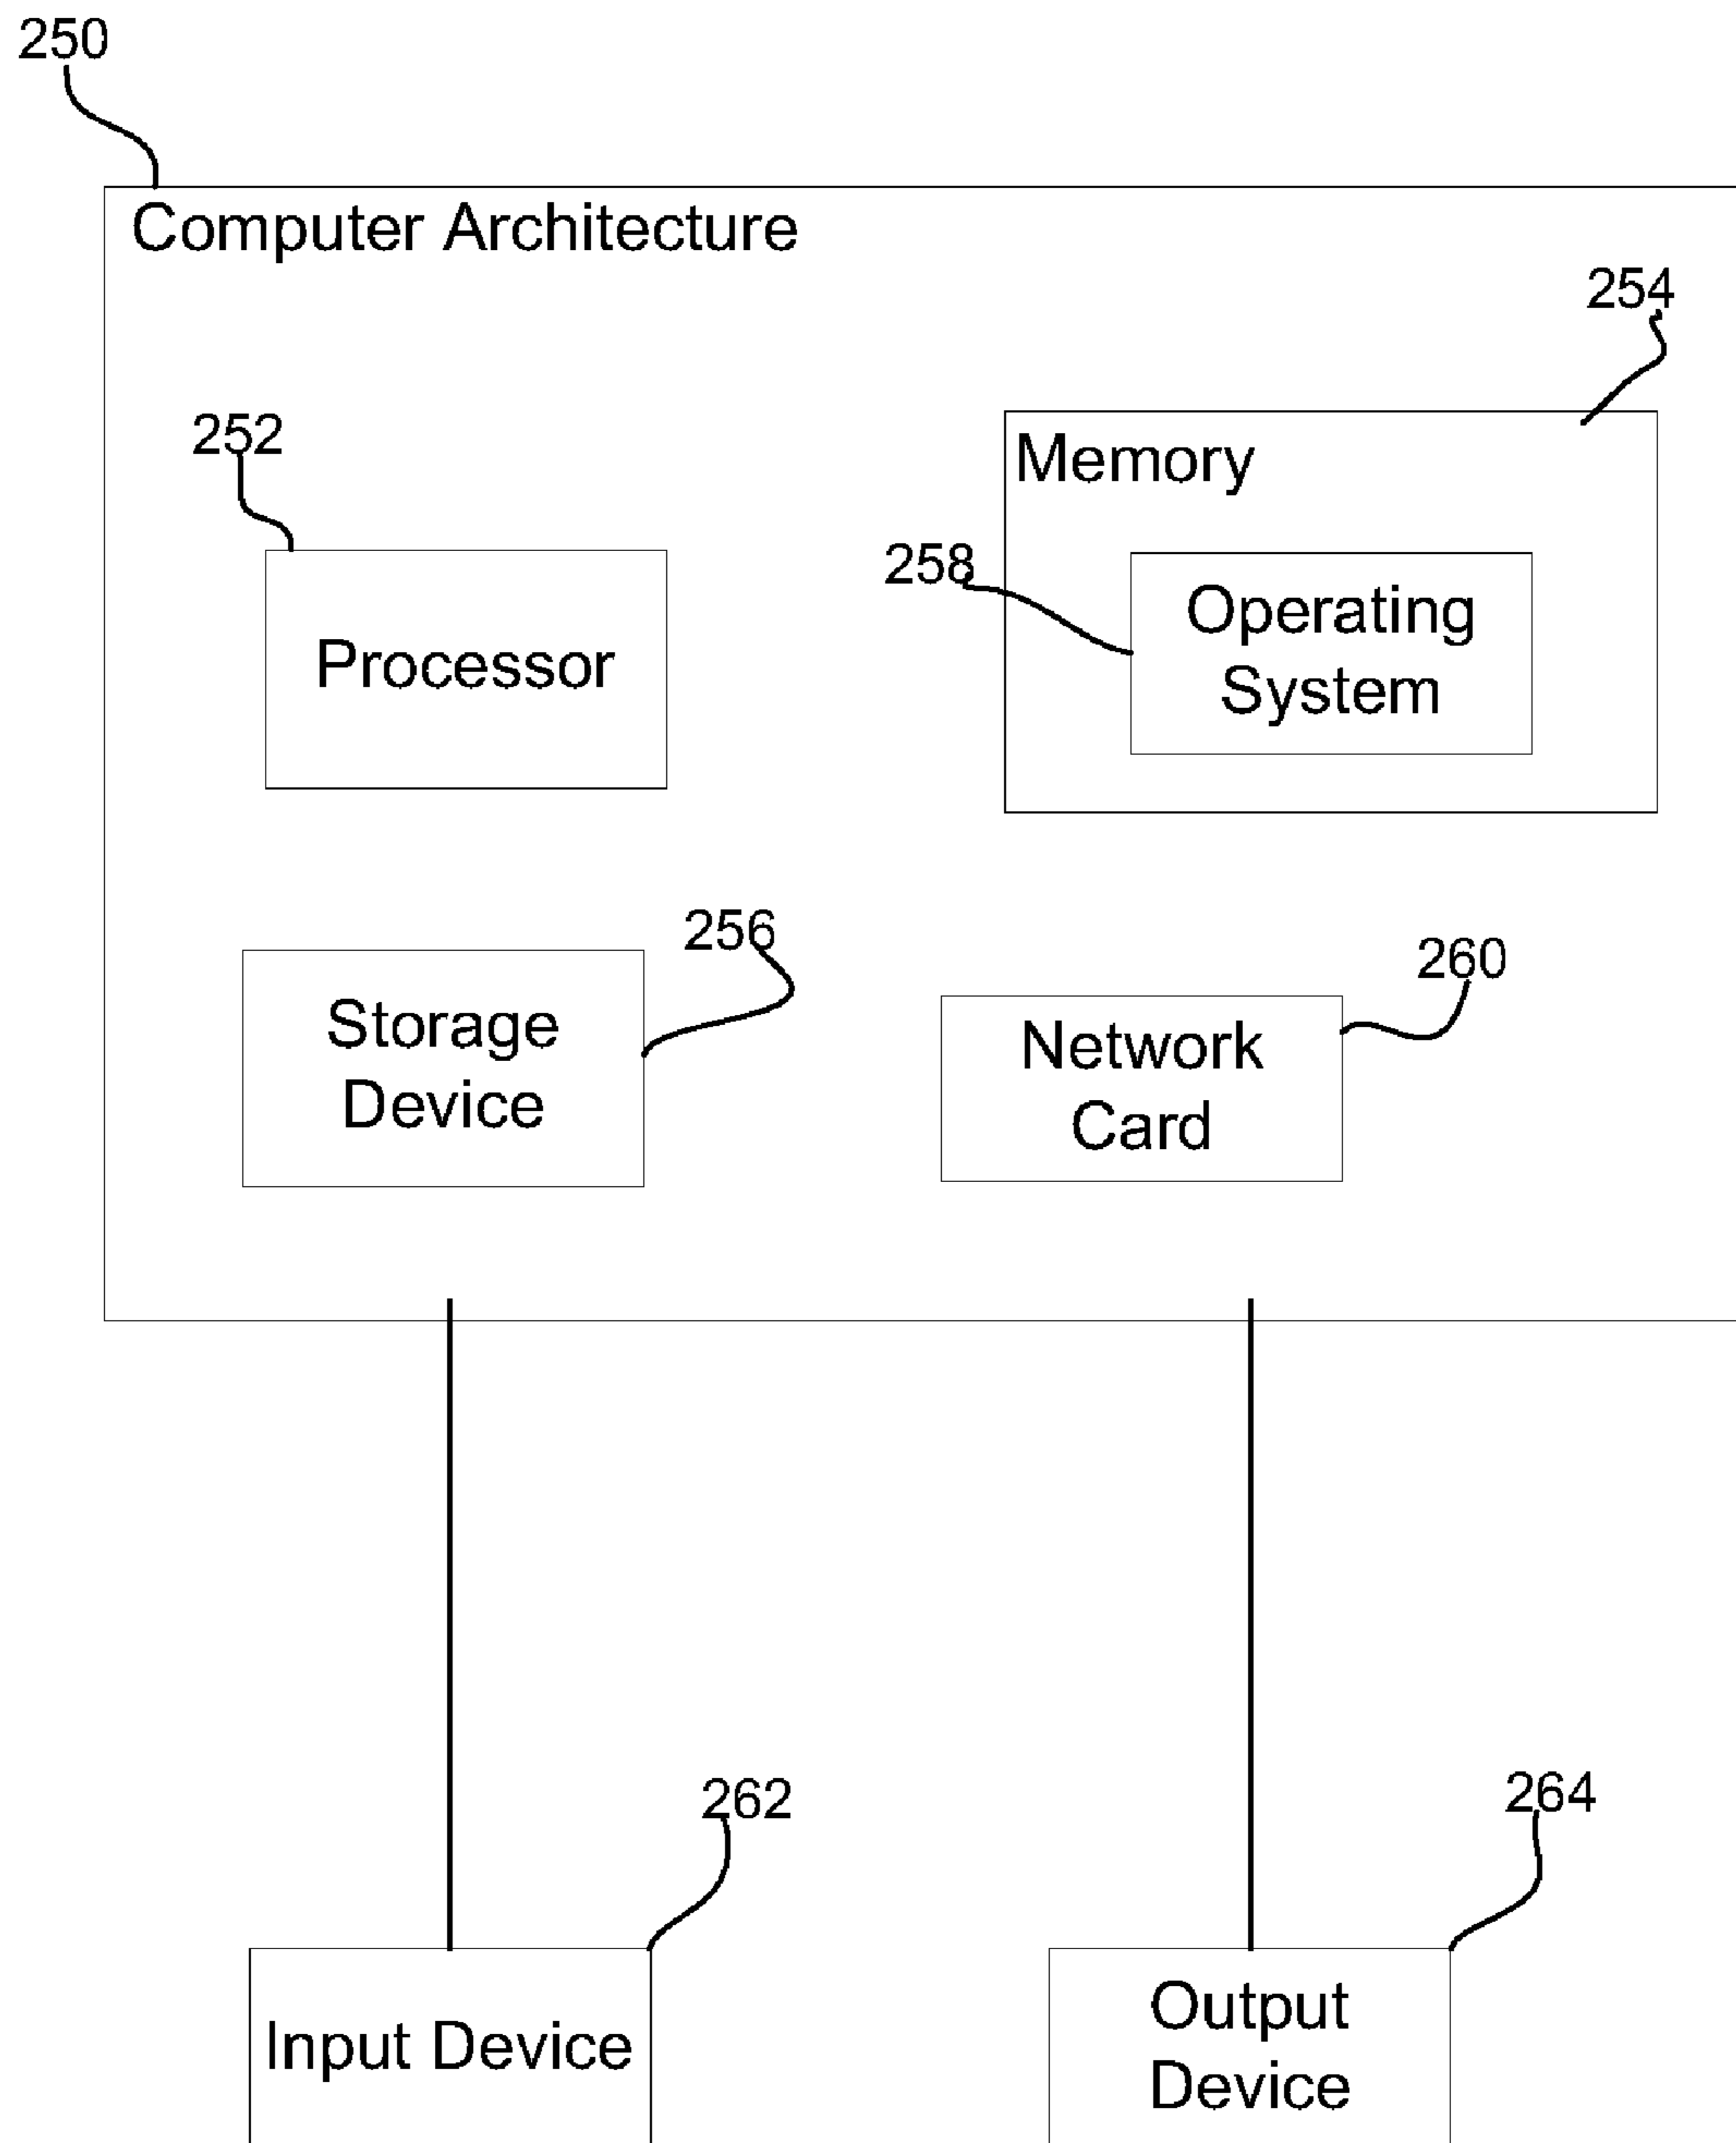 250
Computer Architecture
254
252
Memory
258
Operating
System
Processor
256
260
Storage
Device
Network
Card
262
264
Input Device
Output
Device